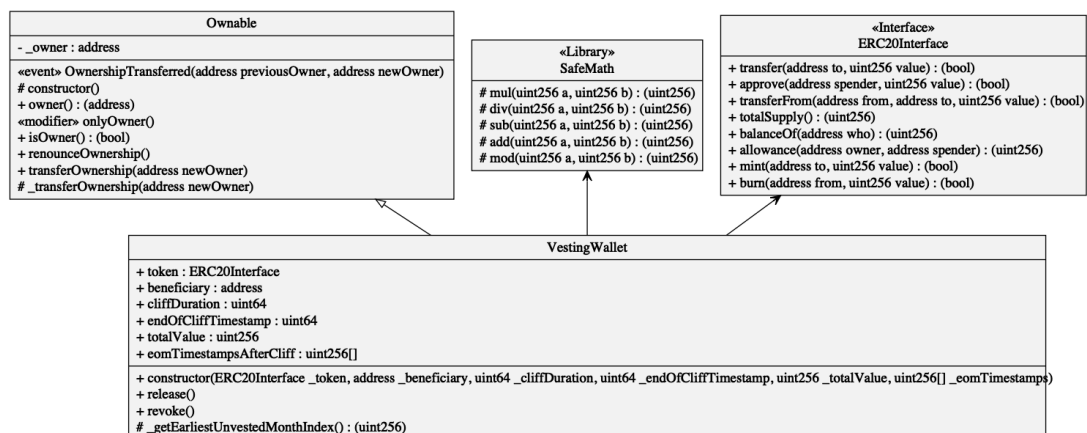 Ownable
- _owner : address
«event» OwnershipTransferred(address previousOwner, address newOwner)
# constructor()
+ owner() : (address)
«modifier» onlyOwner()
+ isOwner() : (bool)
+ renounceOwnership()
+ transferOwnership(address newOwner)
# _transferOwnership(address newOwner)
«Library»
SafeMath
# mul(uint256 a, uint256 b) : (uint256)
# div(uint256 a, uint256 b) : (uint256)
# sub(uint256 a, uint256 b) : (uint256)
# add(uint256 a, uint256 b) : (uint256)
# mod(uint256 a, uint256 b) : (uint256)
«Interface»
ERC20Interface
+ transfer(address to, uint256 value) : (bool)
+ approve(address spender, uint256 value) : (bool)
+ transferFrom(address from, address to, uint256 value) : (bool)
+ totalSupply() : (uint256)
+ balanceOf(address who) : (uint256)
+ allowance(address owner, address spender) : (uint256)
+ mint(address to, uint256 value) : (bool)
+ burn(address from, uint256 value) : (bool)
VestingWallet
+ token : ERC20Interface
+ beneficiary : address
+ cliffDuration : uint64
+ endOfCliffTimestamp : uint64
+ totalValue : uint256
+ eomTimestampsAfterCliff : uint256[]
+ constructor(ERC20Interface _token, address _beneficiary, uint64 _cliffDuration, uint64 _endOfCliffTimestamp, uint256 _totalValue, uint256[] _eomTimestamps)
+ release()
+ revoke()
# _getEarliestUnvestedMonthIndex() : (uint256)